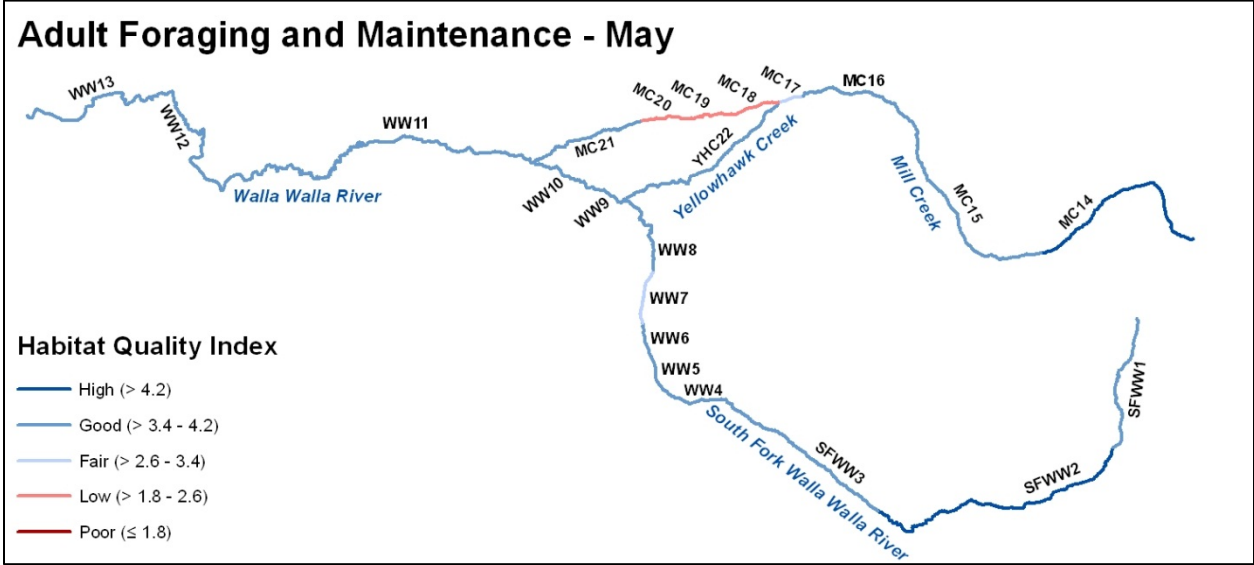 Adult Foraging and Maintenance - May
WW13
WW12
WW11
MC20
MC19
MC18
MC17
MC16
MC21
YHC22
Yellowhawk Creek
Walla Walla River
WW10
WW9
Mill Creek
MC15
MC14
WW8
WW7
WW6
WW5
WW4
South Fork Walla Walla River
SFWW3
SFWW2
SFWW1
Habitat Quality Index
High (> 4.2)
Good (> 3.4 - 4.2)
Fair (> 2.6 - 3.4)
Low (> 1.8 - 2.6)
Poor (≤ 1.8)